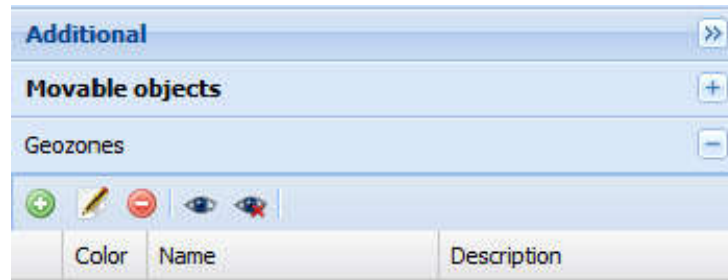 Additional
Movable objects
Geozones
Color Name Description